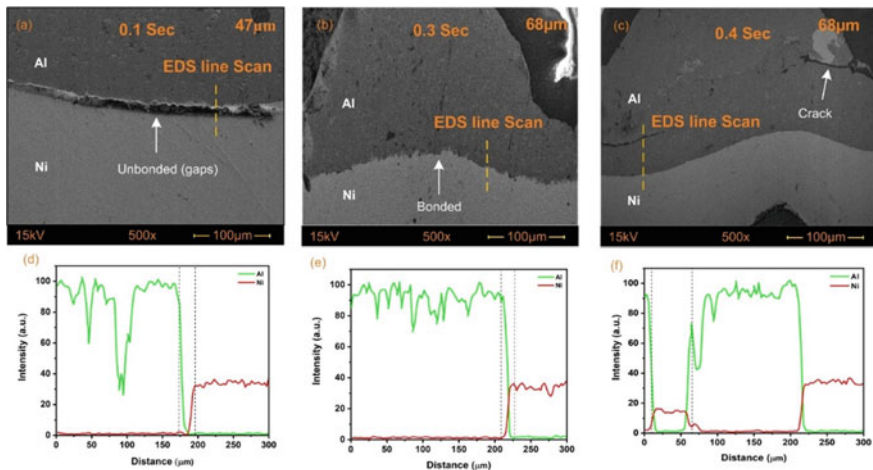 (a) 0.1 Sec 47µm
Al
EDS line Scan
Ni
Unbonded (gaps)
15kV 500x 100µm
(b) 0.3 Sec 68µm
Al
EDS line Scan
Ni
Bonded
15kV 500x 100µm
(c) 0.4 Sec 68µm
Al
Crack
EDS line Scan
Ni
15kV 500x 100µm
(d)
Al
Ni
100
80
60
40
20
0
Intensity (a.u.)
0 50 100 150 200 250 300
Distance (µm)
(e)
Al
Ni
100
80
60
40
20
0
Intensity (a.u.)
0 50 100 150 200 250 300
Distance (µm)
(f)
Al
Ni
100
80
60
40
20
0
Intensity (a.u.)
0 50 100 150 200 250 300
Distance (µm)